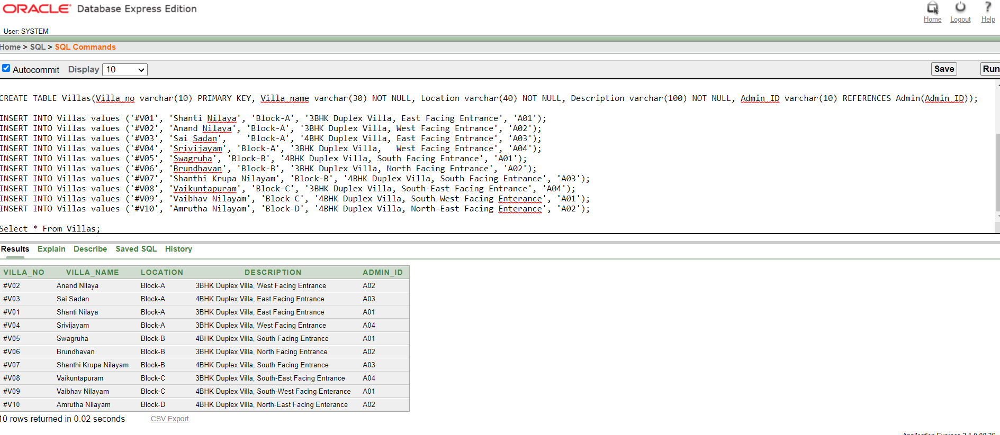 ORACLE Database Express Edition
Home Logout Help
User: SYSTEM
Home > SQL > SQL Commands
Autocommit Display 10 Save Run
CREATE TABLE Villas(Villa_no varchar(10) PRIMARY KEY, Villa_name varchar(30) NOT NULL, Location varchar(40) NOT NULL, Description varchar(100) NOT NULL, Admin_ID varchar(10) REFERENCES Admin(Admin_ID));
INSERT INTO Villas values ('#V01', 'Shanti Nilaya', 'Block-A', '3BHK Duplex Villa, East Facing Entrance', 'A01');
INSERT INTO Villas values ('#V02', 'Anand Nilaya', 'Block-A', '3BHK Duplex Villa, West Facing Entrance', 'A02');
INSERT INTO Villas values ('#V03', 'Sai Sadan',    'Block-A', '4BHK Duplex Villa, East Facing Entrance', 'A03');
INSERT INTO Villas values ('#V04', 'Srivijayam', 'Block-A', '3BHK Duplex Villa,   West Facing Entrance', 'A04');
INSERT INTO Villas values ('#V05', 'Swagruha', 'Block-B', '4BHK Duplex Villa, South Facing Entrance', 'A01');
INSERT INTO Villas values ('#V06', 'Brundhavan', 'Block-B', '3BHK Duplex Villa, North Facing Entrance', 'A02');
INSERT INTO Villas values ('#V07', 'Shanthi Krupa Nilayam', 'Block-B', '4BHK Duplex Villa, South Facing Entrance', 'A03');
INSERT INTO Villas values ('#V08', 'Vaikuntapuram', 'Block-C', '3BHK Duplex Villa, South-East Facing Entrance', 'A04');
INSERT INTO Villas values ('#V09', 'Vaibhav Nilayam', 'Block-C', '4BHK Duplex Villa, South-West Facing Enterance', 'A01');
INSERT INTO Villas values ('#V10', 'Amrutha Nilayam', 'Block-D', '4BHK Duplex Villa, North-East Facing Enterance', 'A02');
Select * From Villas;
Results Explain Describe Saved SQL History
VILLA_NO VILLA_NAME LOCATION DESCRIPTION ADMIN_ID
#V02 Anand Nilaya Block-A 3BHK Duplex Villa, West Facing Entrance A02
#V03 Sai Sadan Block-A 4BHK Duplex Villa, East Facing Entrance A03
#V01 Shanti Nilaya Block-A 3BHK Duplex Villa, East Facing Entrance A01
#V04 Srivijayam Block-A 3BHK Duplex Villa, West Facing Entrance A04
#V05 Swagruha Block-B 4BHK Duplex Villa, South Facing Entrance A01
#V06 Brundhavan Block-B 3BHK Duplex Villa, North Facing Entrance A02
#V07 Shanthi Krupa Nilayam Block-B 4BHK Duplex Villa, South Facing Entrance A03
#V08 Vaikuntapuram Block-C 3BHK Duplex Villa, South-East Facing Entrance A04
#V09 Vaibhav Nilayam Block-C 4BHK Duplex Villa, South-West Facing Enterance A01
#V10 Amrutha Nilayam Block-D 4BHK Duplex Villa, North-East Facing Enterance A02
10 rows returned in 0.02 seconds CSV Export
Application Express